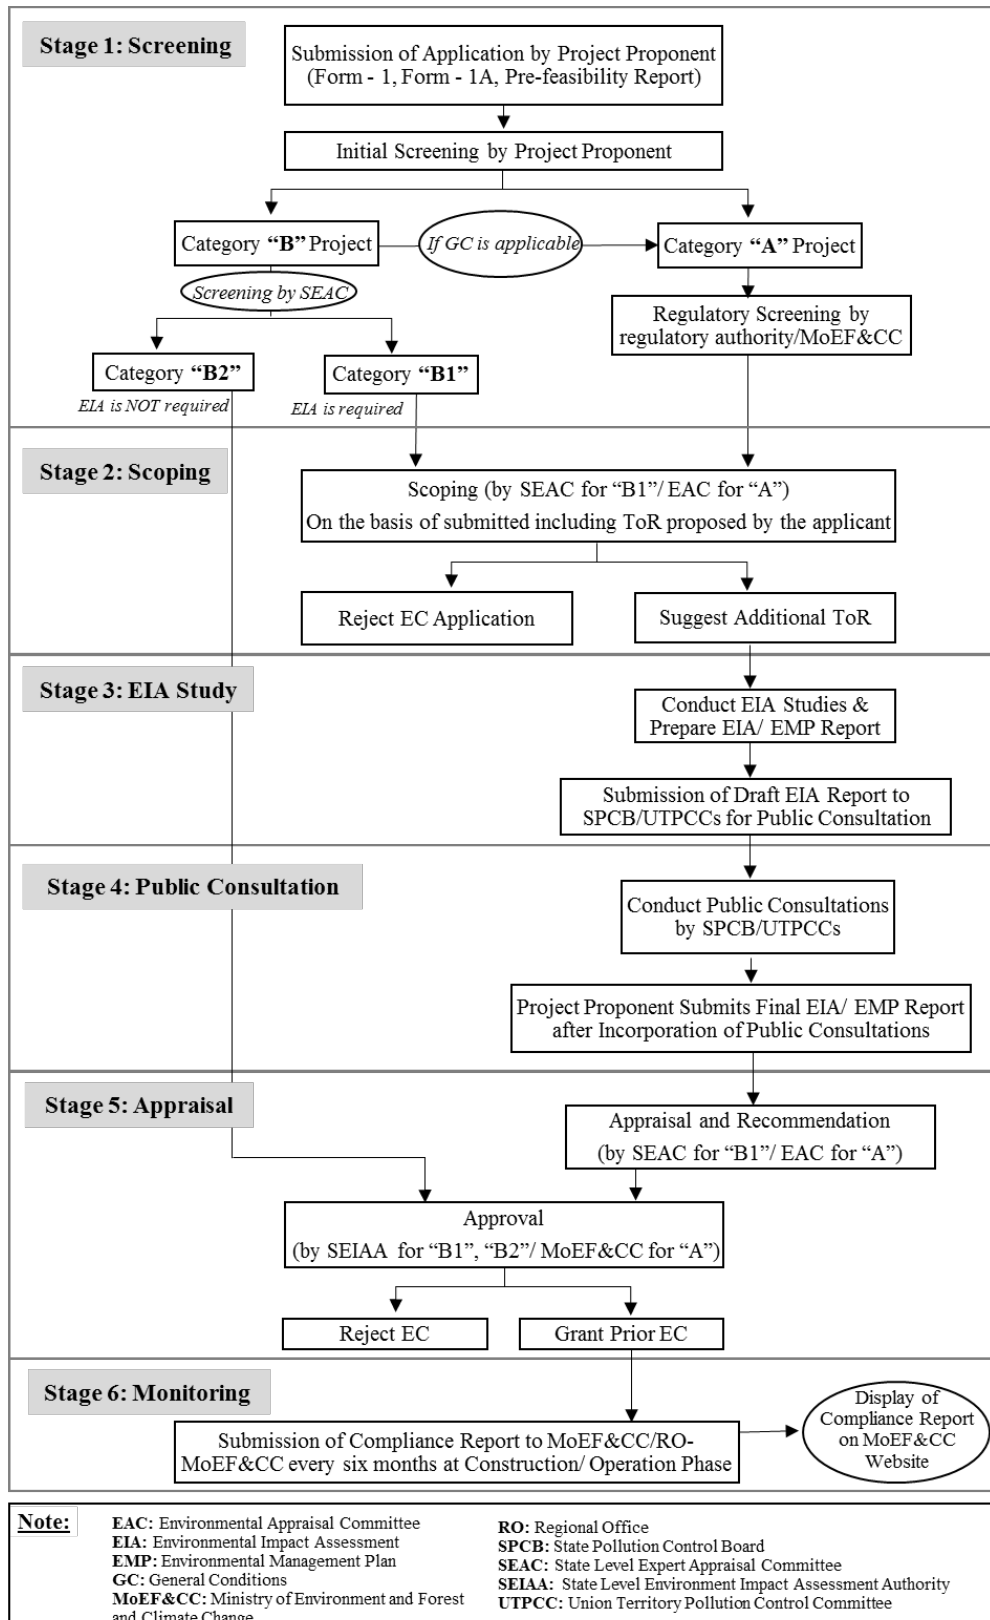 Stage 1: Screening
Submission of Application by Project Proponent
(Form - 1, Form - 1A, Pre-feasibility Report)
Initial Screening by Project Proponent
Category “B” Project
If GC is applicable
Category “A” Project
Screening by SEAC
Regulatory Screening by
regulatory authority/MoEF&CC
Category “B2”
EIA is NOT required
Category “B1”
EIA is required
Stage 2: Scoping
Scoping (by SEAC for “B1”/ EAC for “A”)
On the basis of submitted including ToR proposed by the applicant
Reject EC Application
Suggest Additional ToR
Stage 3: EIA Study
Conduct EIA Studies &
Prepare EIA/ EMP Report
Submission of Draft EIA Report to
SPCB/UTPCCs for Public Consultation
Stage 4: Public Consultation
Conduct Public Consultations
by SPCB/UTPCCs
Project Proponent Submits Final EIA/ EMP Report
after Incorporation of Public Consultations
Stage 5: Appraisal
Appraisal and Recommendation
(by SEAC for “B1”/ EAC for “A”)
Approval
(by SEIAA for “B1”, “B2”/ MoEF&CC for “A”)
Reject EC
Grant Prior EC
Stage 6: Monitoring
Submission of Compliance Report to MoEF&CC/RO-
MoEF&CC every six months at Construction/ Operation Phase
Display of
Compliance Report
on MoEF&CC
Website
Note:
EAC: Environmental Appraisal Committee
EIA: Environmental Impact Assessment
EMP: Environmental Management Plan
GC: General Conditions
MoEF&CC: Ministry of Environment and Forest
and Climate Change
RO: Regional Office
SPCB: State Pollution Control Board
SEAC: State Level Expert Appraisal Committee
SEIAA: State Level Environment Impact Assessment Authority
UTPCC: Union Territory Pollution Control Committee